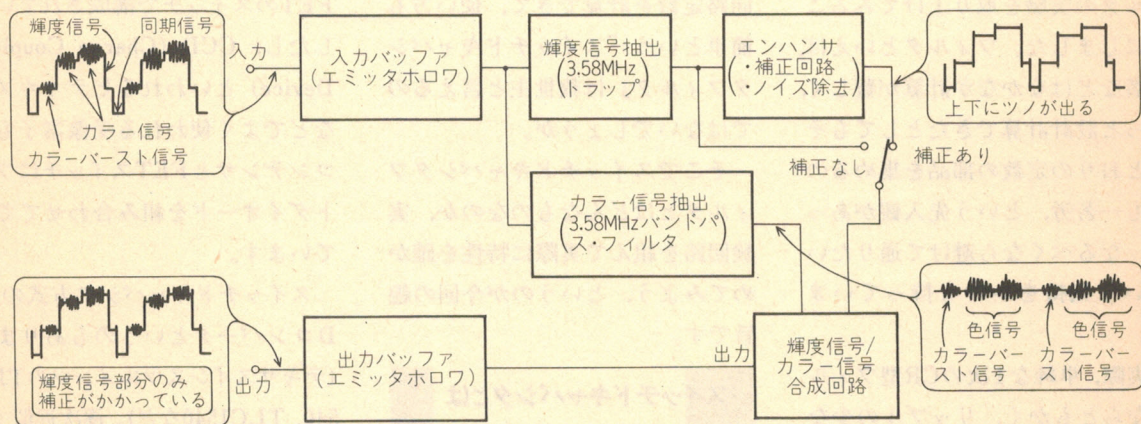 輝度信号
同期信号
カラー信号
カラーバースト信号
入力
入力バッファ
(エミッタホロワ)
輝度信号抽出
(3.58MHzトラップ)
エンハンサ
・補正回路
・ノイズ除去
上下にツノが出る
補正なし
補正あり
カラー信号抽出
(3.58MHzバンドパス・フィルタ)
輝度信号部分のみ
補正がかかっている
出力
出力バッファ
(エミッタホロワ)
出力
輝度信号/
カラー信号
合成回路
色信号
色信号
カラーバースト信号
カラーバースト信号